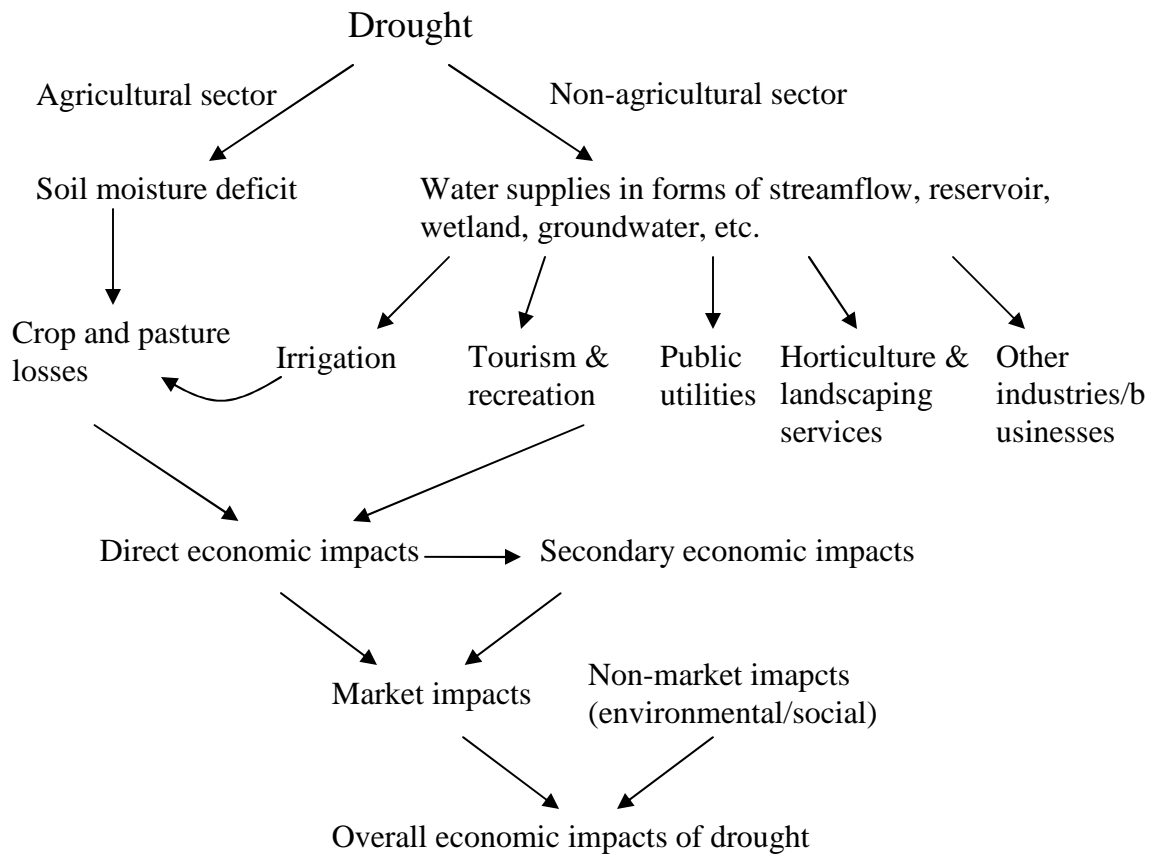 Drought
Agricultural sector
Non-agricultural sector
Soil moisture deficit
Water supplies in forms of streamflow, reservoir,
wetland, groundwater, etc.
Crop and pasture
losses
Irrigation
Tourism &
recreation
Public
utilities
Horticulture &
landscaping
services
Other
industries/b
usinesses
Direct economic impacts
Secondary economic impacts
Market impacts
Non-market imapcts
(environmental/social)
Overall economic impacts of drought